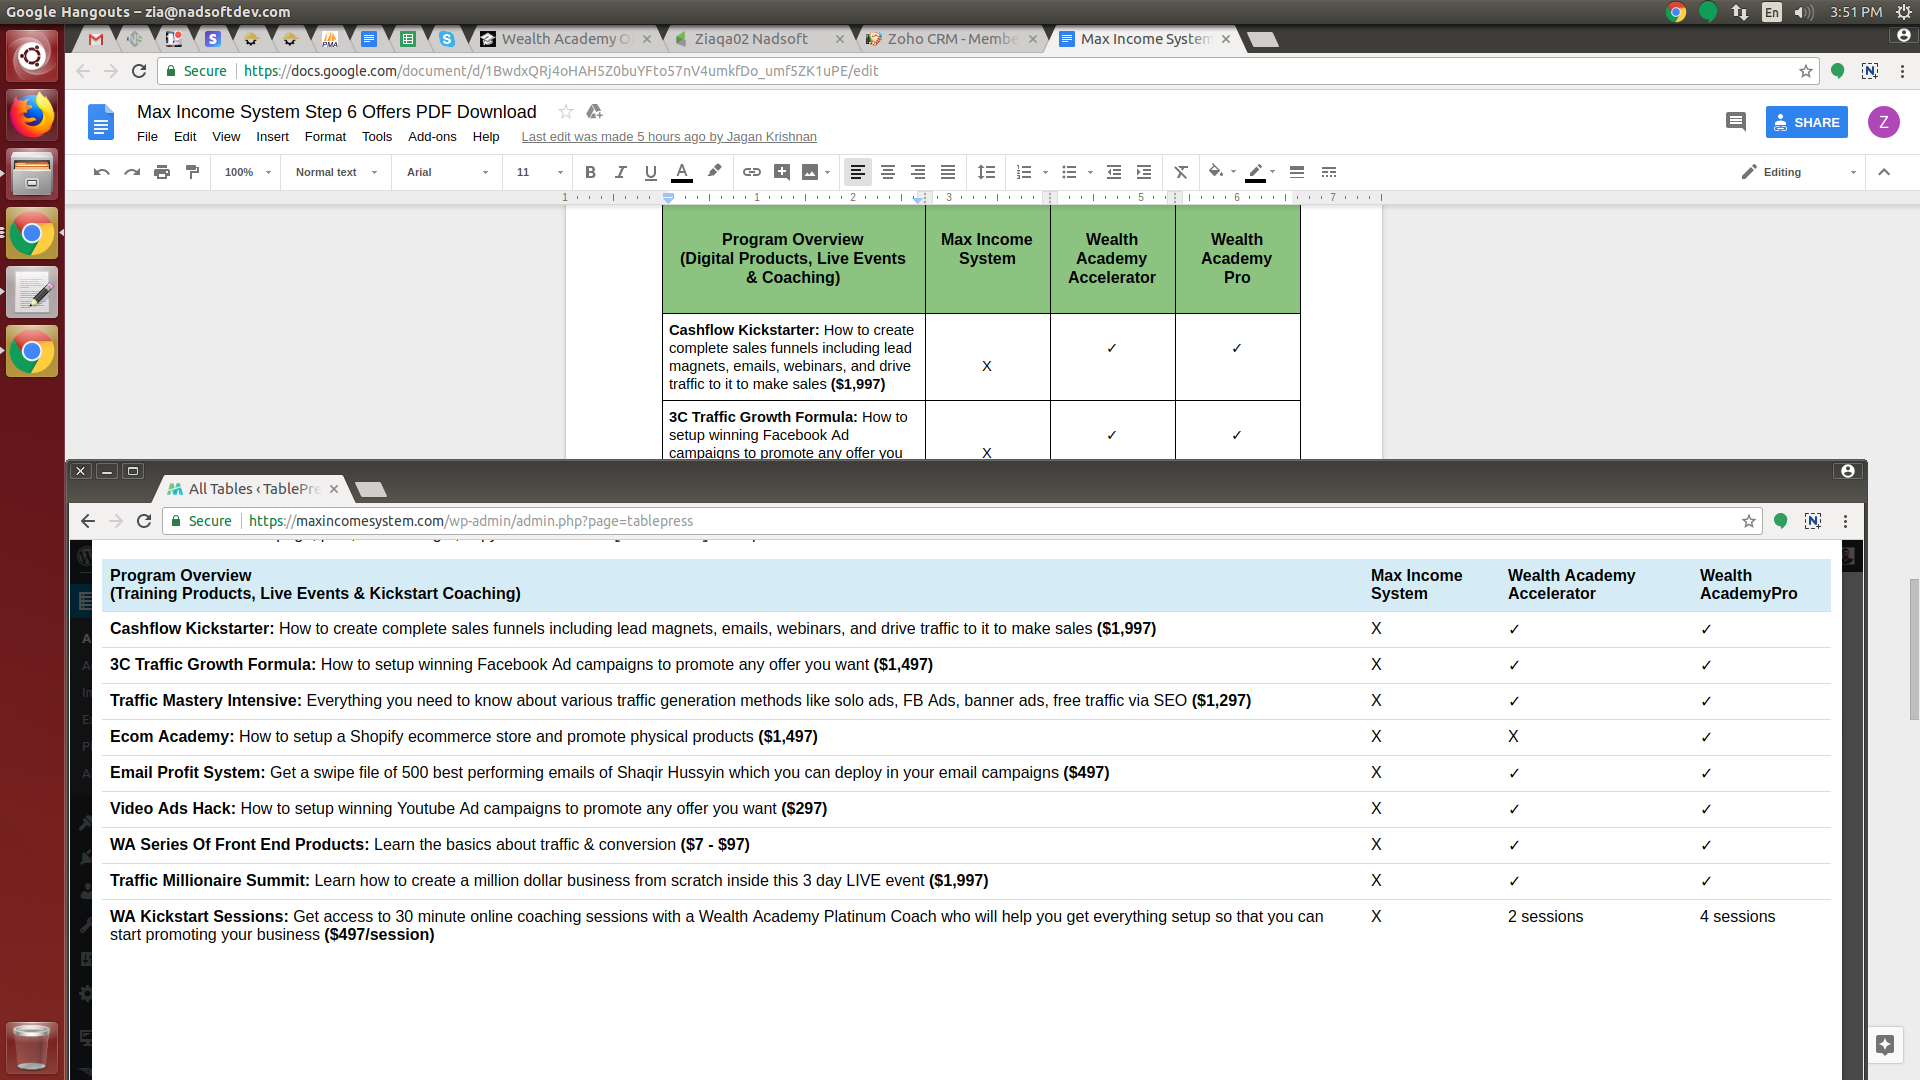 Google Hangouts – zia@nadsoftdev.com
En
3:51 PM
Wealth Academy O
Ziaqa02 Nadsoft
Zoho CRM - Membe
Max Income System
Secure
https://docs.google.com/document/d/1BwdxQRj4oHAH5Z0buYFto57nV4umkfDo_umf5ZK1uPE/edit
Max Income System Step 6 Offers PDF Download
File Edit View Insert Format Tools Add-ons Help
Last edit was made 5 hours ago by Jagan Krishnan
SHARE
Z
100% Normal text Arial 11
Editing
1 1 2 3 5 6 7
Program Overview
(Digital Products, Live Events
& Coaching)
Max Income
System
Wealth
Academy
Accelerator
Wealth
Academy
Pro
Cashflow Kickstarter: How to create
complete sales funnels including lead
magnets, emails, webinars, and drive
traffic to it to make sales ($1,997)
X
✓
✓
3C Traffic Growth Formula: How to
setup winning Facebook Ad
campaigns to promote any offer you
X
✓
✓
All Tables ‹ TablePre
Secure
https://maxincomesystem.com/wp-admin/admin.php?page=tablepress
Program Overview
(Training Products, Live Events & Kickstart Coaching)
Max Income
System
Wealth Academy
Accelerator
Wealth
AcademyPro
Cashflow Kickstarter: How to create complete sales funnels including lead magnets, emails, webinars, and drive traffic to it to make sales ($1,997) X ✓ ✓
3C Traffic Growth Formula: How to setup winning Facebook Ad campaigns to promote any offer you want ($1,497) X ✓ ✓
Traffic Mastery Intensive: Everything you need to know about various traffic generation methods like solo ads, FB Ads, banner ads, free traffic via SEO ($1,297) X ✓ ✓
Ecom Academy: How to setup a Shopify ecommerce store and promote physical products ($1,497) X X ✓
Email Profit System: Get a swipe file of 500 best performing emails of Shaqir Hussyin which you can deploy in your email campaigns ($497) X ✓ ✓
Video Ads Hack: How to setup winning Youtube Ad campaigns to promote any offer you want ($297) X ✓ ✓
WA Series Of Front End Products: Learn the basics about traffic & conversion ($7 - $97) X ✓ ✓
Traffic Millionaire Summit: Learn how to create a million dollar business from scratch inside this 3 day LIVE event ($1,997) X ✓ ✓
WA Kickstart Sessions: Get access to 30 minute online coaching sessions with a Wealth Academy Platinum Coach who will help you get everything setup so that you can X 2 sessions 4 sessions
start promoting your business ($497/session)